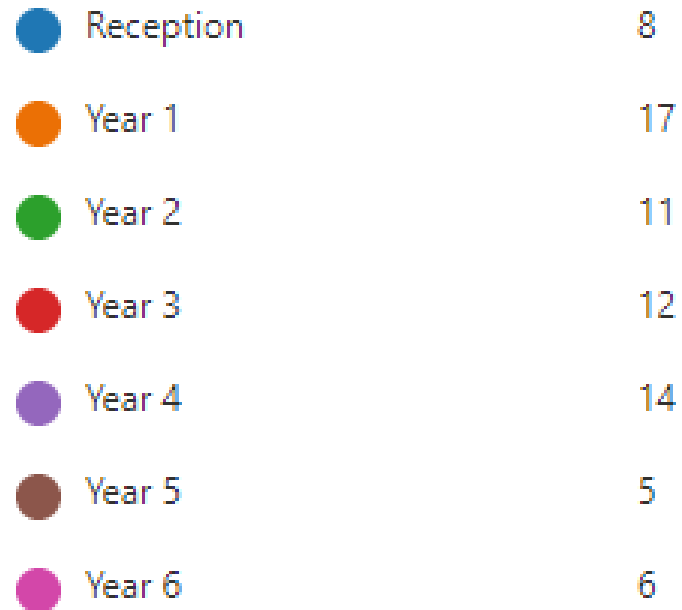 Reception 8
Year 1 17
Year 2 11
Year 3 12
Year 4 14
Year 5 5
Year 6 6